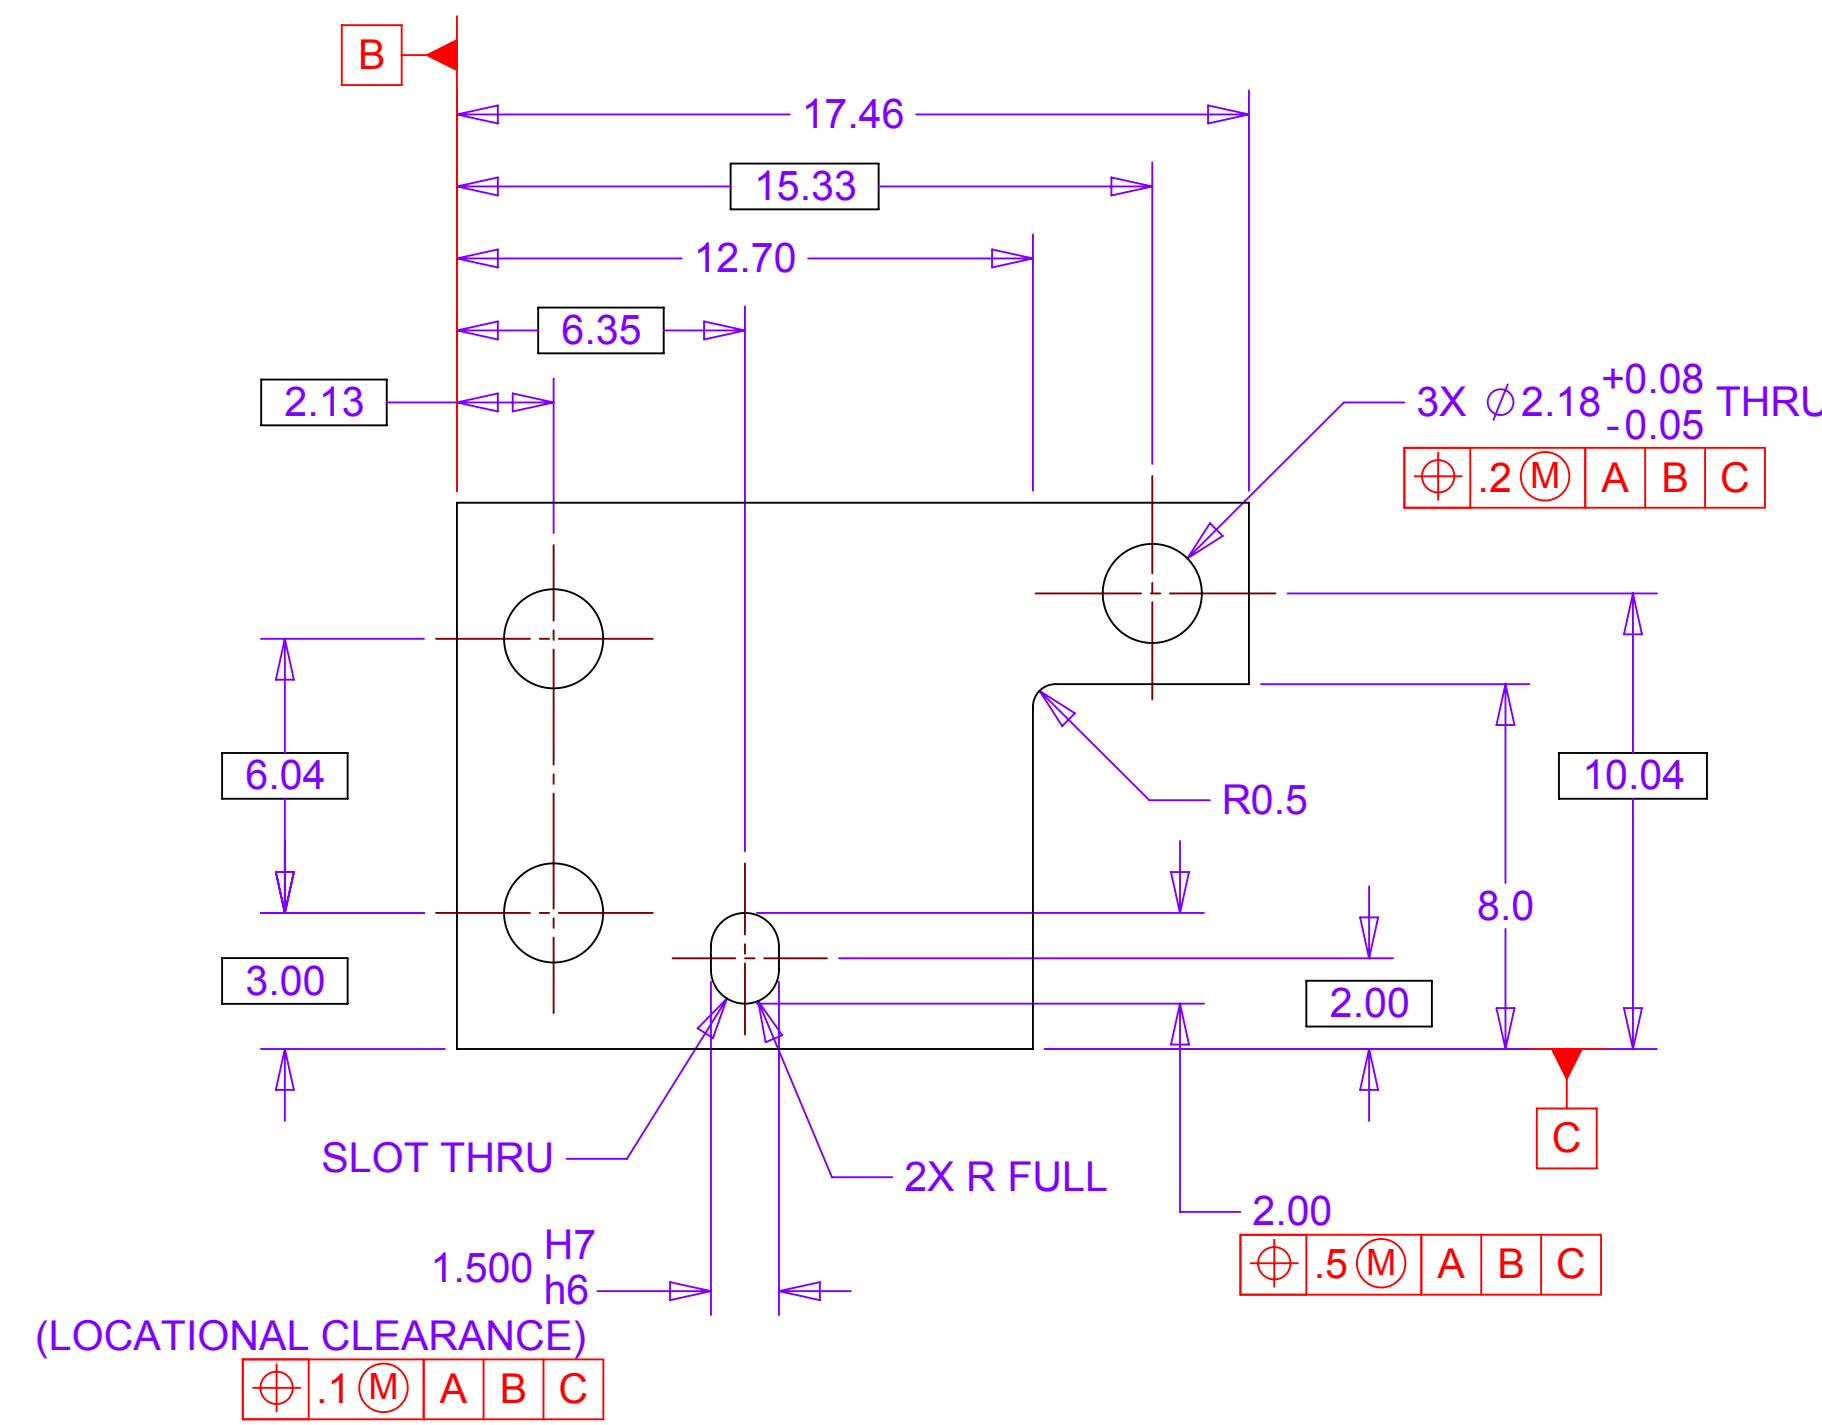 B
17.46
15.33
12.70
6.35
2.13
3X ⌀2.18 +0.08 THRU
-0.05
⌖ .2 Ⓜ A B C
6.04
10.04
R0.5
8.0
3.00
2.00
C
SLOT THRU
2X R FULL
2.00
⌖ .5 Ⓜ A B C
1.500 H7
h6
(LOCATIONAL CLEARANCE)
⌖ .1 Ⓜ A B C